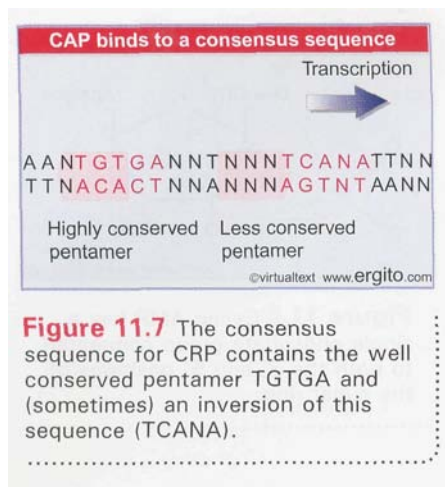 CAP binds to a consensus sequence
Transcription
AANTGTGANNTNNNTCANATTNN
TTNACACTNNANNNAGTNTAANN
Highly conserved pentamer
Less conserved pentamer
©virtualtext www.ergito.com
Figure 11.7 The consensus
sequence for CRP contains the well
conserved pentamer TGTGA and
(sometimes) an inversion of this
sequence (TCANA).